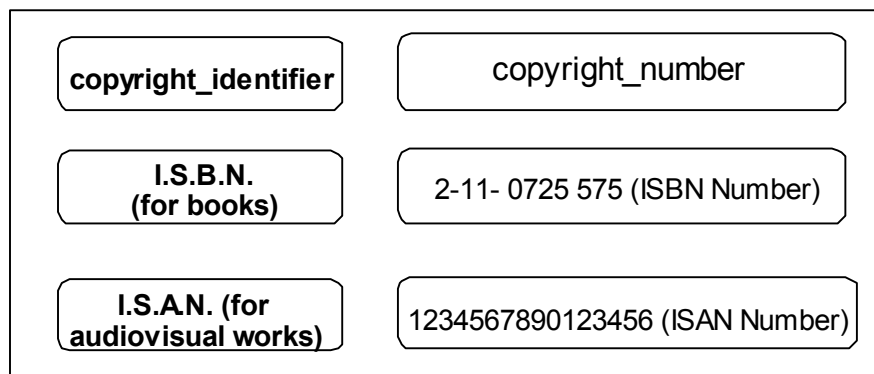 copyright_identifier
copyright_number
I.S.B.N.
(for books)
2-11- 0725 575 (ISBN Number)
I.S.A.N. (for
audiovisual works)
1234567890123456 (ISAN Number)